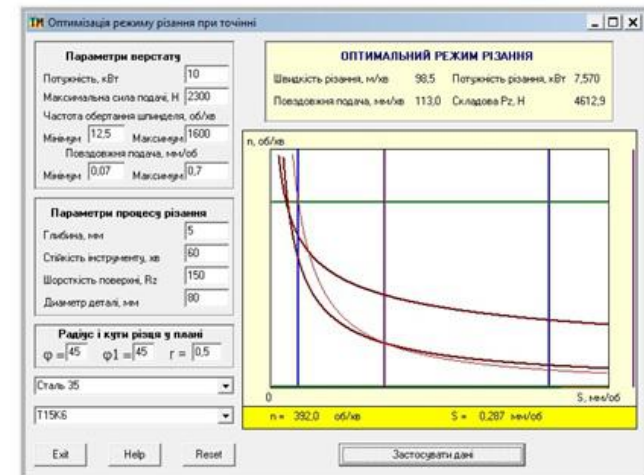 Оптимізація режиму різання при точінні
Параметри верстату
Потужність, кВт 10
Максимальна сила подачі, Н 2300
Частота обертання шпинделя, об/хв
Мінімум 12,5 Максимум 1600
Повздовжня подача, мм/об
Мінімум 0,07 Максимум 0,7
Параметри процесу різання
Глибина, мм 5
Стійкість інструменту, хв 60
Шорсткість поверхні, Rz 150
Диаметр деталі, мм 80
Радіус і кути різця у плані
φ = 45 φ1 = 45 r = 0,5
Сталь 35
Т15К6
Exit Help Reset
ОПТИМАЛЬНИЙ РЕЖИМ РІЗАННЯ
Швидкість різання, м/хв 98,5 Потужність різання, кВт 7,570
Повздовжня подача, мм/хв 113,0 Складова Pz, Н 4612,9
n, об/хв
0 S, мм/об
n = 392,0 об/хв S = 0,287 мм/об
Застосувати дані